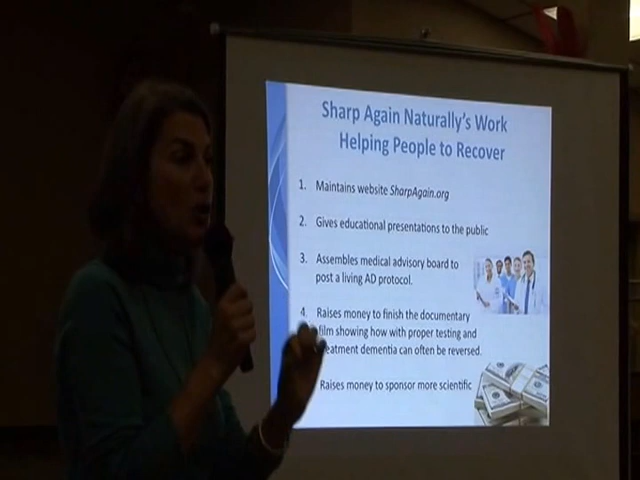 Sharp Again Naturally's Work
Helping People to Recover
1. Maintains website SharpAgain.org
2. Gives educational presentations to the public
3. Assembles medical advisory board to
post a living AD protocol.
4. Raises money to finish the documentary
film showing how with proper testing and
treatment dementia can often be reversed.
Raises money to sponsor more scientific